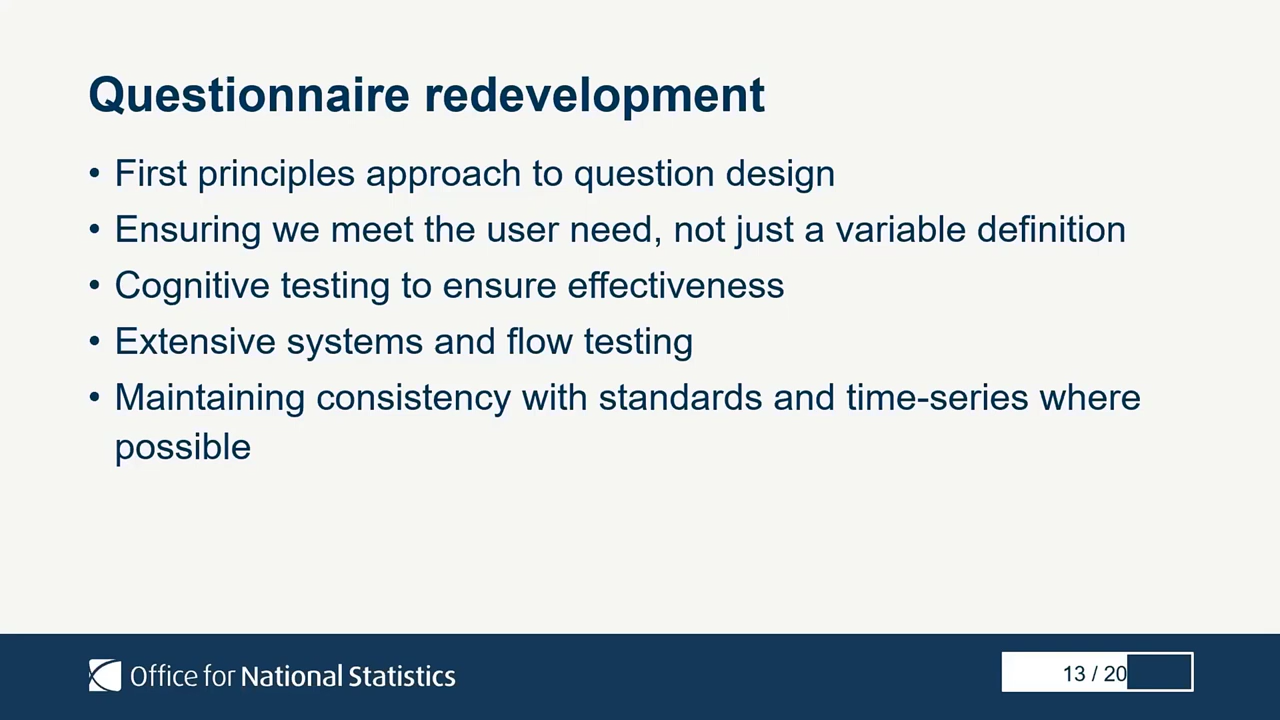 Questionnaire redevelopment
• First principles approach to question design
• Ensuring we meet the user need, not just a variable definition
• Cognitive testing to ensure effectiveness
• Extensive systems and flow testing
• Maintaining consistency with standards and time-series where
possible
Office for National Statistics
13 / 20